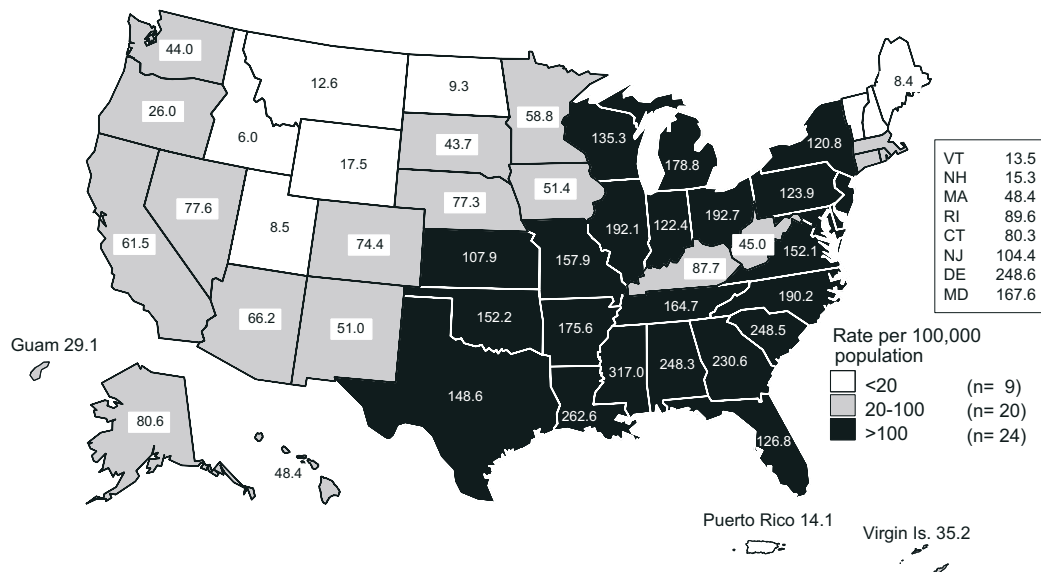 44.0
12.6
9.3
8.4
26.0
58.8
6.0
43.7
135.3
120.8
17.5
178.8
VT 13.5
NH 15.3
MA 48.4
RI 89.6
CT 80.3
NJ 104.4
DE 248.6
MD 167.6
77.6
77.3
51.4
123.9
61.5
8.5
74.4
192.1
122.4
192.7
45.0
152.1
107.9
157.9
87.7
66.2
51.0
152.2
175.6
164.7
190.2
248.5
Guam 29.1
148.6
317.0
248.3
230.6
262.6
126.8
Rate per 100,000
population
<20 (n= 9)
20-100 (n= 20)
>100 (n= 24)
80.6
48.4
Puerto Rico 14.1
Virgin Is. 35.2